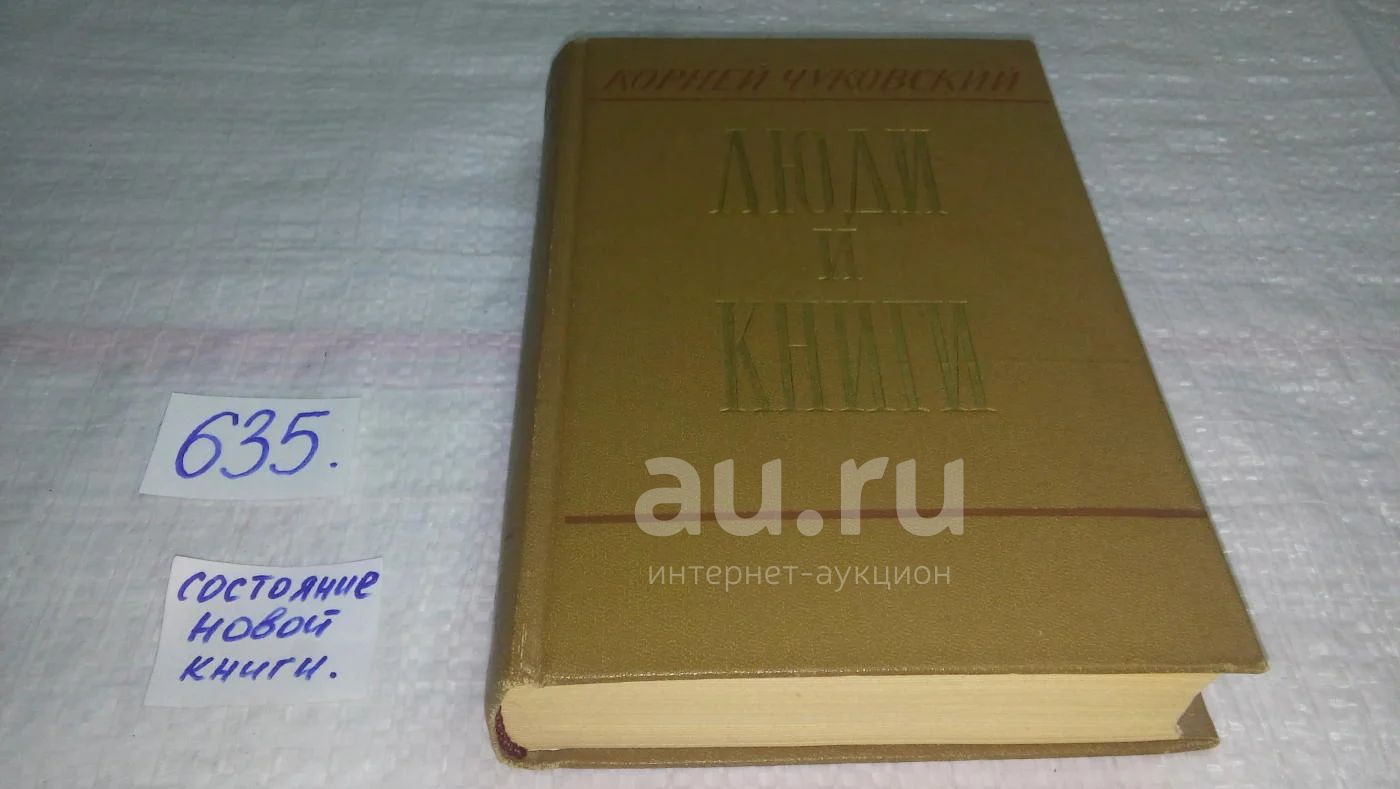 КОРНЕЙ ЧУКОВСКИЙ
ЛЮДИ
И
КНИГИ
635.
состояние
новой
книги.
au.ru
интернет-аукцион